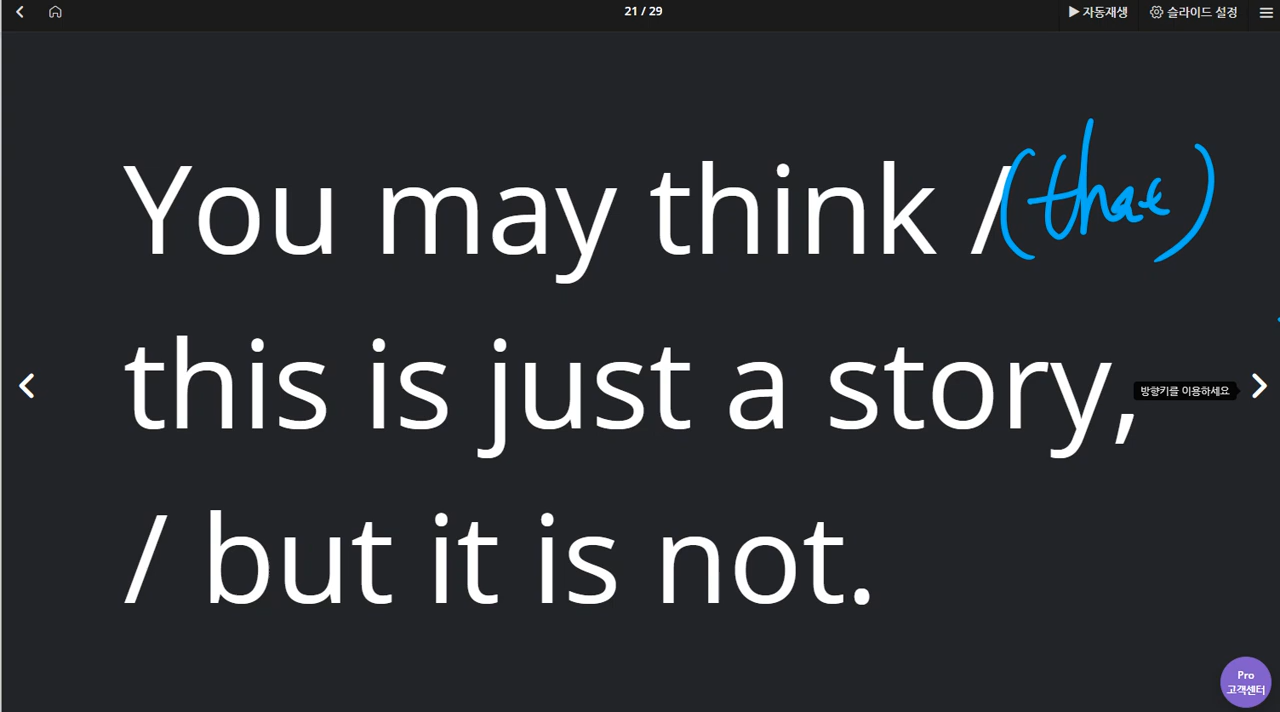 21 / 29
▶ 자동재생
슬라이드 설정
You may think / (that)
this is just a story,
방향키를 이용하세요
/ but it is not.
Pro
고객센터